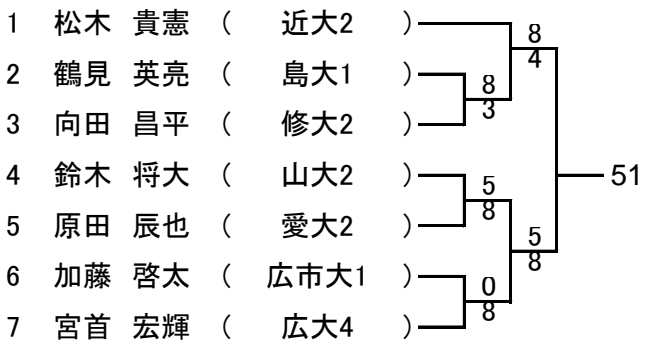 1 松木 貴憲 ( 近大2 )
8
4
2 鶴見 英亮 ( 島大1 )
8
3
3 向田 昌平 ( 修大2 )
4 鈴木 将大 ( 山大2 )
51
5
8
5 原田 辰也 ( 愛大2 )
5
8
6 加藤 啓太 ( 広市大1 )
0
8
7 宮首 宏輝 ( 広大4 )